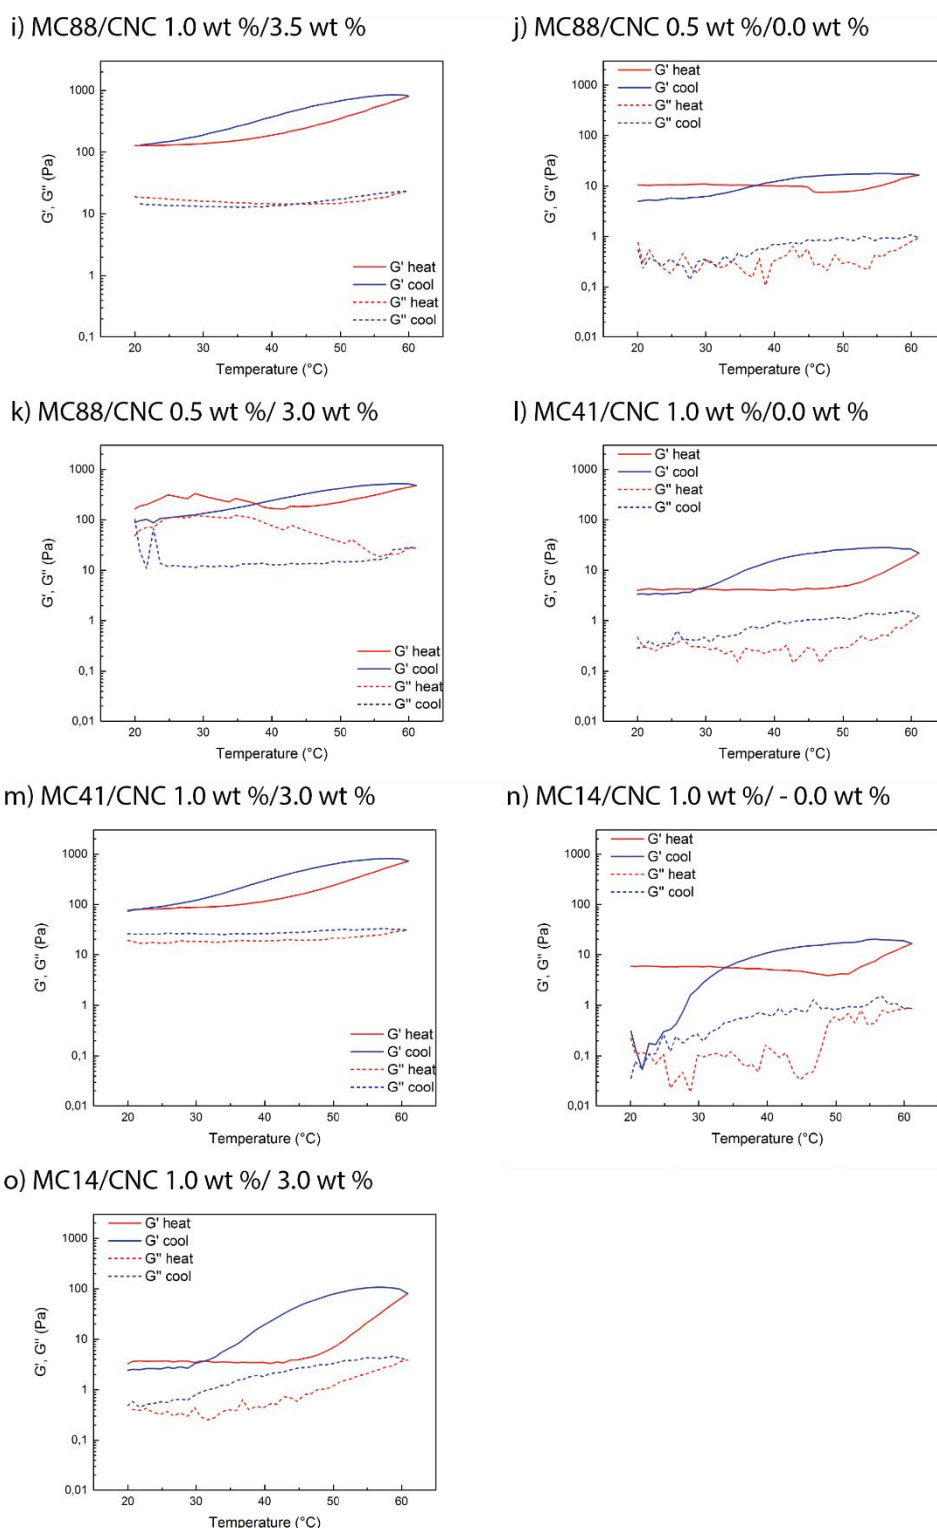 i) MC88/CNC 1.0 wt %/3.5 wt %
1000
100
10
1
0,1
G', G'' (Pa)
G' heat
G' cool
G'' heat
G'' cool
20 30 40 50 60
Temperature (°C)
j) MC88/CNC 0.5 wt %/0.0 wt %
G' heat
G' cool
G'' heat
G'' cool
1000
100
10
1
0,1
0,01
G', G'' (Pa)
20 30 40 50 60
Temperature (°C)
k) MC88/CNC 0.5 wt %/ 3.0 wt %
1000
100
10
1
0,1
0,01
G', G'' (Pa)
G' heat
G' cool
G'' heat
G'' cool
20 30 40 50 60
Temperature (°C)
l) MC41/CNC 1.0 wt %/0.0 wt %
G' heat
G' cool
G'' heat
G'' cool
1000
100
10
1
0,1
0,01
G', G'' (Pa)
20 30 40 50 60
Temperature (°C)
m) MC41/CNC 1.0 wt %/3.0 wt %
1000
100
10
1
0,1
0,01
G', G'' (Pa)
G' heat
G' cool
G'' heat
G'' cool
20 30 40 50 60
Temperature (°C)
n) MC14/CNC 1.0 wt %/ - 0.0 wt %
G' heat
G' cool
G'' heat
G'' cool
1000
100
10
1
0,1
0,01
G', G'' (Pa)
20 30 40 50 60
Temperature (°C)
o) MC14/CNC 1.0 wt %/ 3.0 wt %
G' heat
G' cool
G'' heat
G'' cool
1000
100
10
1
0,1
0,01
G', G'' (Pa)
20 30 40 50 60
Temperature (°C)